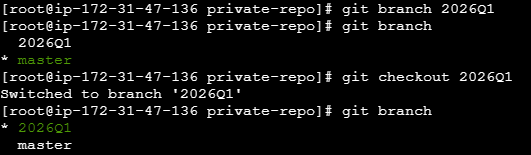 [root@ip-172-31-47-136 private-repo]# git branch 2026Q1
[root@ip-172-31-47-136 private-repo]# git branch
  2026Q1
* master
[root@ip-172-31-47-136 private-repo]# git checkout 2026Q1
Switched to branch '2026Q1'
[root@ip-172-31-47-136 private-repo]# git branch
* 2026Q1
  master